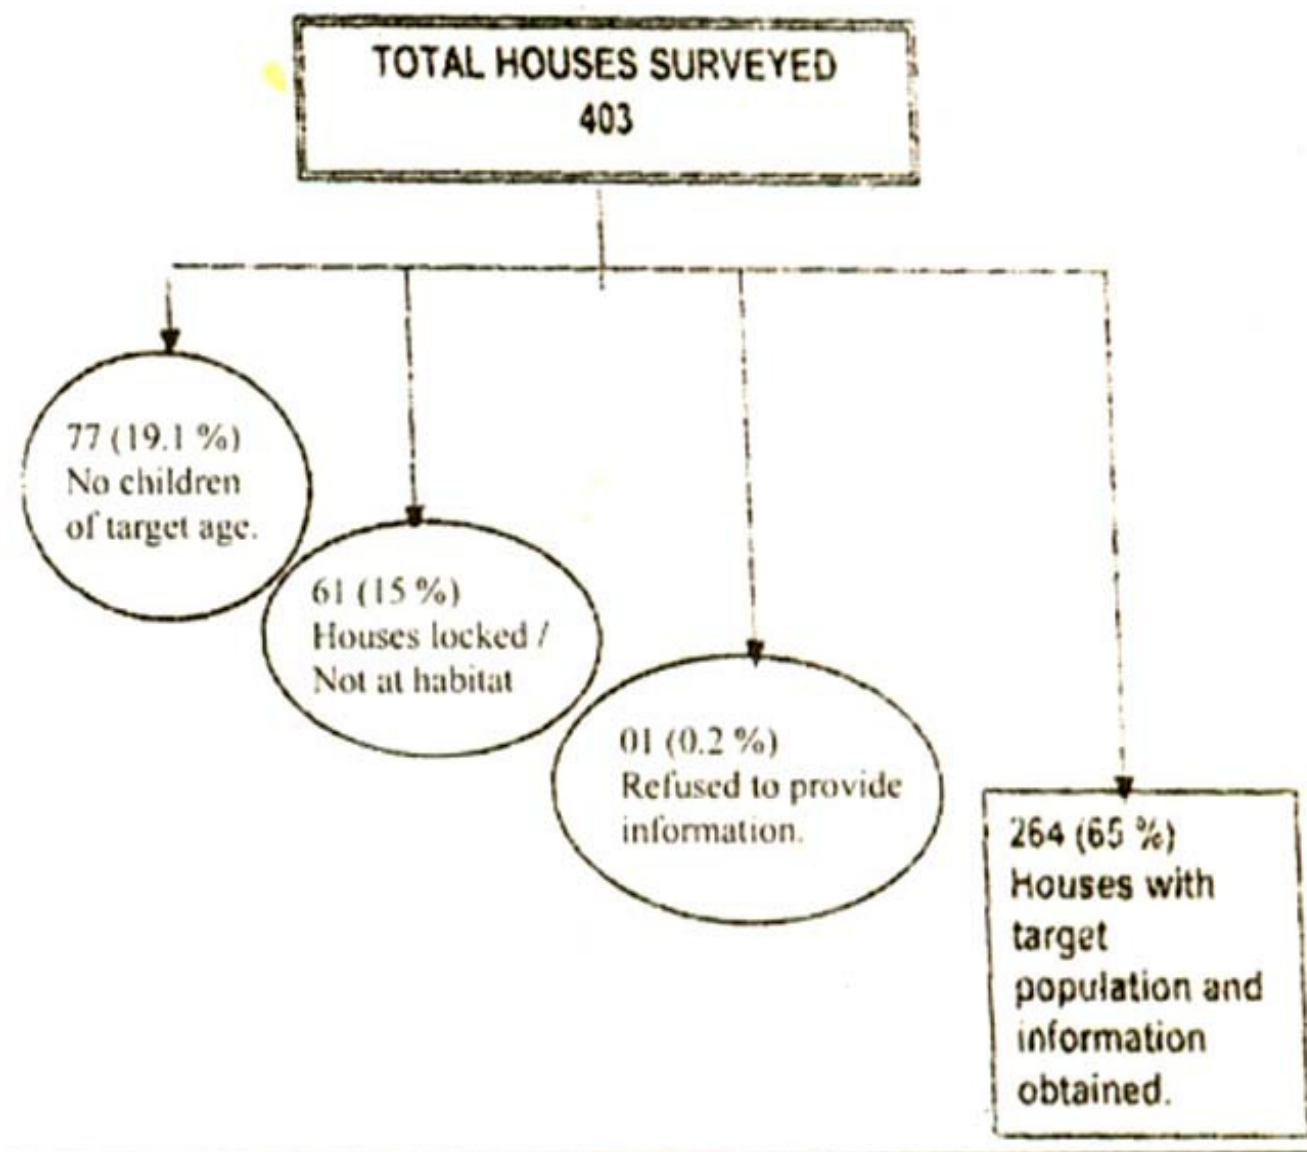 TOTAL HOUSES SURVEYED
403
77 (19.1 %)
No children
of target age.
61 (15 %)
Houses locked /
Not at habitat
01 (0.2 %)
Refused to provide
information.
264 (65 %)
Houses with
target
population and
information
obtained.